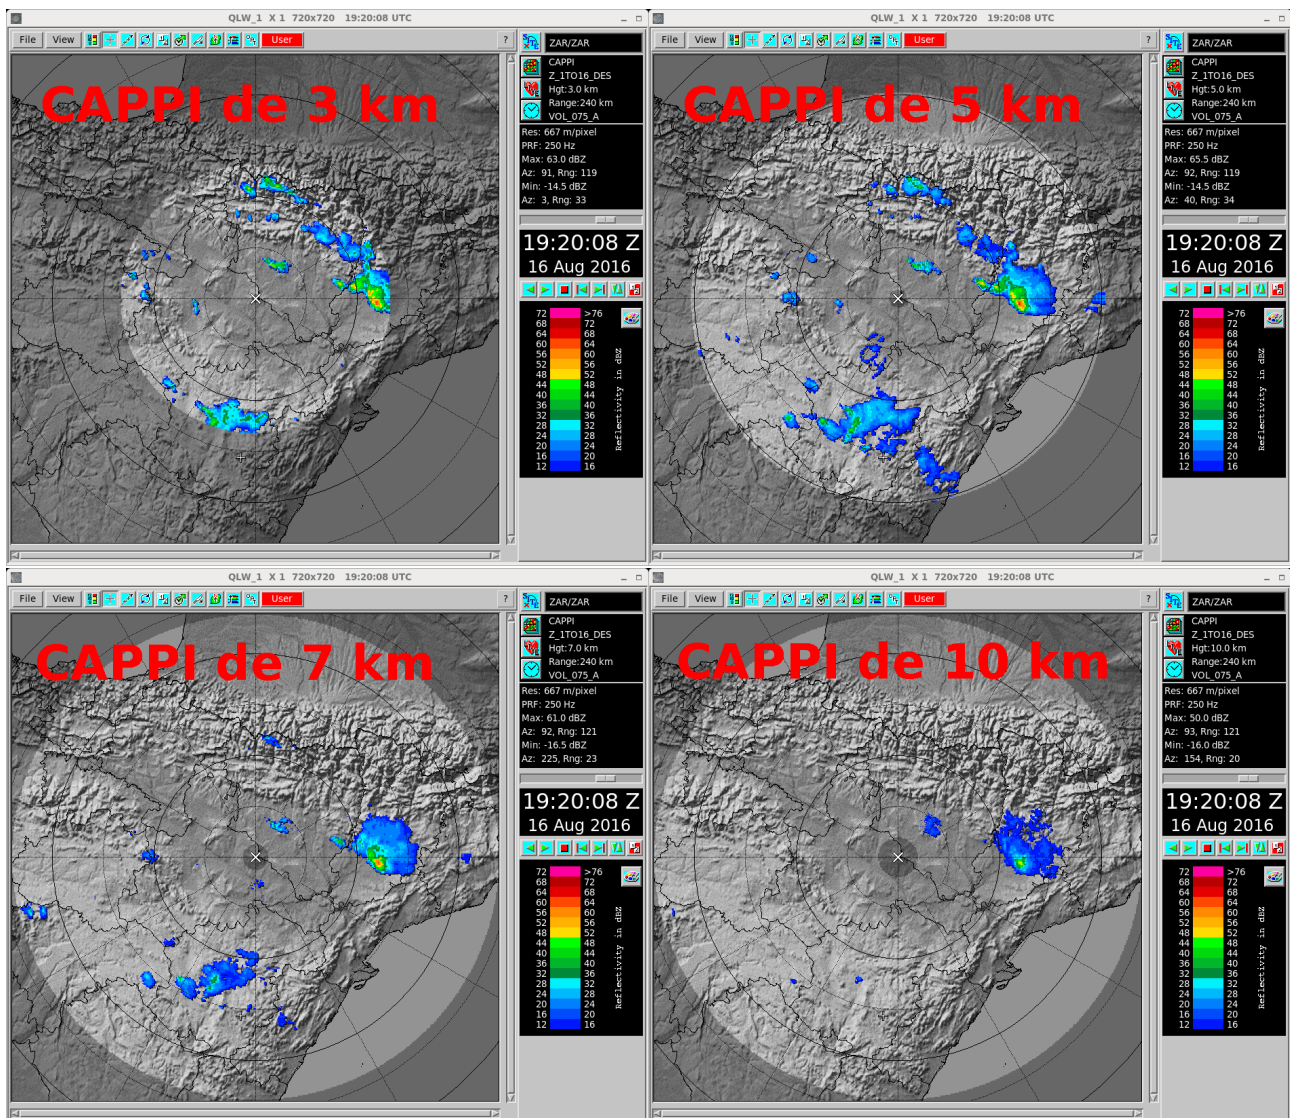 QLW_1 X 1 720x720 19:20:08 UTC
File View User ?
CAPPI de 3 km
ZAR/ZAR
CAPPI
Z_1TO16_DES
Hgt:3.0 km
Range:240 km
VOL_075_A
Res: 667 m/pixel
PRF: 250 Hz
Max: 63.0 dBZ
Az: 91, Rng: 119
Min: -14.5 dBZ
Az: 3, Rng: 33
19:20:08 Z
16 Aug 2016
72 >76
68 72
64 68
60 64
56 60
52 56
48 52
44 48
40 44
36 40
32 36
28 32
24 28
20 24
16 20
12 16
Reflectivity in dBZ
QLW_1 X 1 720x720 19:20:08 UTC
File View User ?
CAPPI de 5 km
ZAR/ZAR
CAPPI
Z_1TO16_DES
Hgt:5.0 km
Range:240 km
VOL_075_A
Res: 667 m/pixel
PRF: 250 Hz
Max: 65.5 dBZ
Az: 92, Rng: 119
Min: -14.5 dBZ
Az: 40, Rng: 34
19:20:08 Z
16 Aug 2016
72 >76
68 72
64 68
60 64
56 60
52 56
48 52
44 48
40 44
36 40
32 36
28 32
24 28
20 24
16 20
12 16
Reflectivity in dBZ
QLW_1 X 1 720x720 19:20:08 UTC
File View User ?
CAPPI de 7 km
ZAR/ZAR
CAPPI
Z_1TO16_DES
Hgt:7.0 km
Range:240 km
VOL_075_A
Res: 667 m/pixel
PRF: 250 Hz
Max: 61.0 dBZ
Az: 92, Rng: 121
Min: -16.5 dBZ
Az: 225, Rng: 23
19:20:08 Z
16 Aug 2016
72 >76
68 72
64 68
60 64
56 60
52 56
48 52
44 48
40 44
36 40
32 36
28 32
24 28
20 24
16 20
12 16
Reflectivity in dBZ
QLW_1 X 1 720x720 19:20:08 UTC
File View User ?
CAPPI de 10 km
ZAR/ZAR
CAPPI
Z_1TO16_DES
Hgt:10.0 km
Range:240 km
VOL_075_A
Res: 667 m/pixel
PRF: 250 Hz
Max: 50.0 dBZ
Az: 93, Rng: 121
Min: -16.0 dBZ
Az: 154, Rng: 20
19:20:08 Z
16 Aug 2016
72 >76
68 72
64 68
60 64
56 60
52 56
48 52
44 48
40 44
36 40
32 36
28 32
24 28
20 24
16 20
12 16
Reflectivity in dBZ